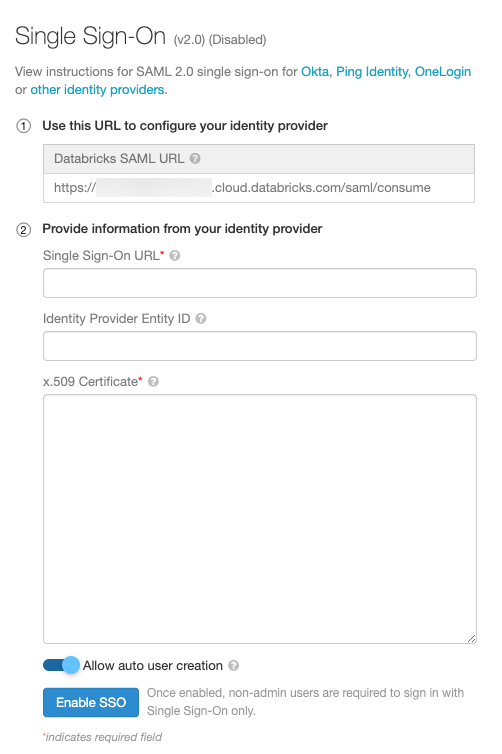 Single Sign-On (v2.0) (Disabled)
View instructions for SAML 2.0 single sign-on for Okta, Ping Identity, OneLogin
or other identity providers.
1 Use this URL to configure your identity provider
Databricks SAML URL ?
https:// .cloud.databricks.com/saml/consume
2 Provide information from your identity provider
Single Sign-On URL* ?
Identity Provider Entity ID ?
x.509 Certificate* ?
Allow auto user creation ?
Enable SSO
Once enabled, non-admin users are required to sign in with
Single Sign-On only.
*indicates required field